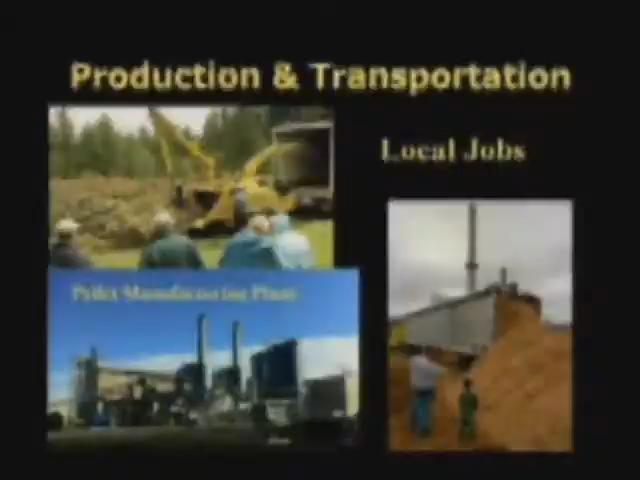 Production & Transportation
Local Jobs
Pellet Manufacturing Plant